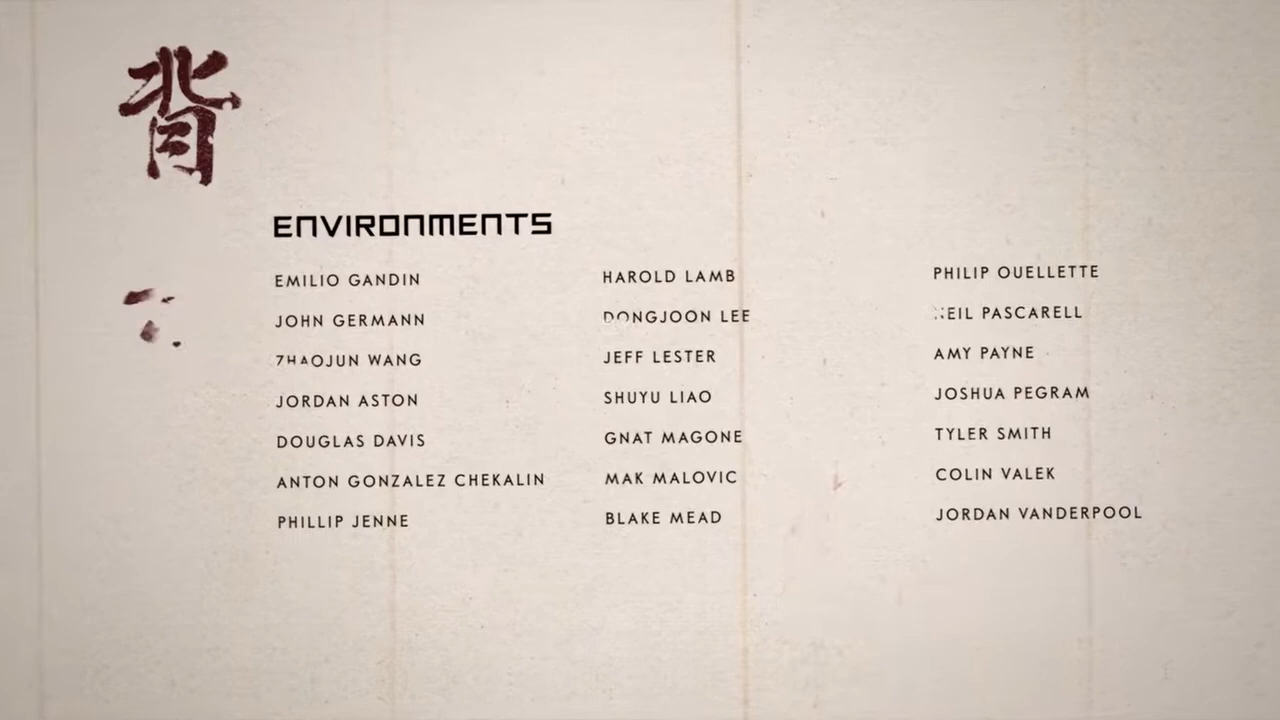 背
ENVIRONMENTS
EMILIO GANDIN
JOHN GERMANN
ZHAOJUN WANG
JORDAN ASTON
DOUGLAS DAVIS
ANTON GONZALEZ CHEKALIN
PHILLIP JENNE
HAROLD LAMB
DONGJOON LEE
JEFF LESTER
SHUYU LIAO
GNAT MAGONE
MAK MALOVIC
BLAKE MEAD
PHILIP OUELLETTE
NEIL PASCARELL
AMY PAYNE
JOSHUA PEGRAM
TYLER SMITH
COLIN VALEK
JORDAN VANDERPOOL